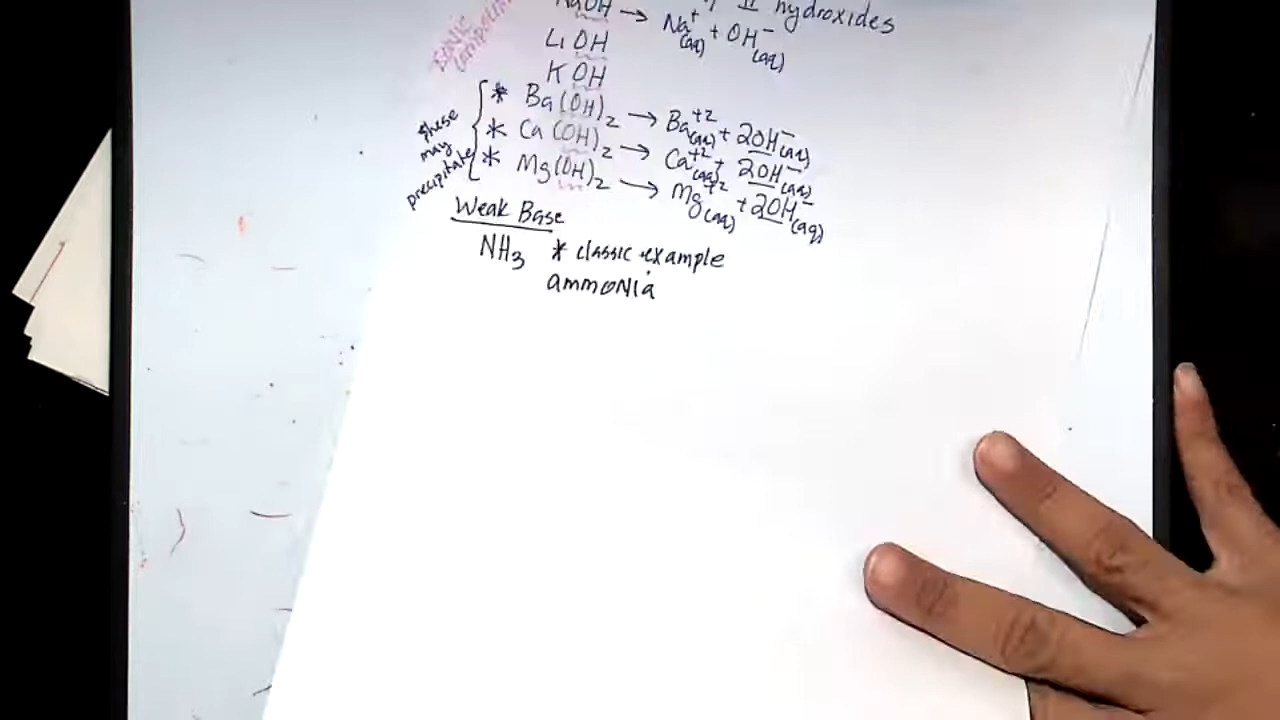 II hydroxides
NaOH → Na⁺(aq) + OH⁻(aq)
IONIC
LiOH
KOH
* Ba(OH)₂ → Ba⁺²(aq) + 2OH⁻(aq)
* Ca(OH)₂ → Ca⁺²(aq) + 2OH⁻(aq)
* Mg(OH)₂ → Mg⁺²(aq) + 2OH⁻(aq)
these
may
precipitate
Weak Base
NH₃ * classic example
ammonia